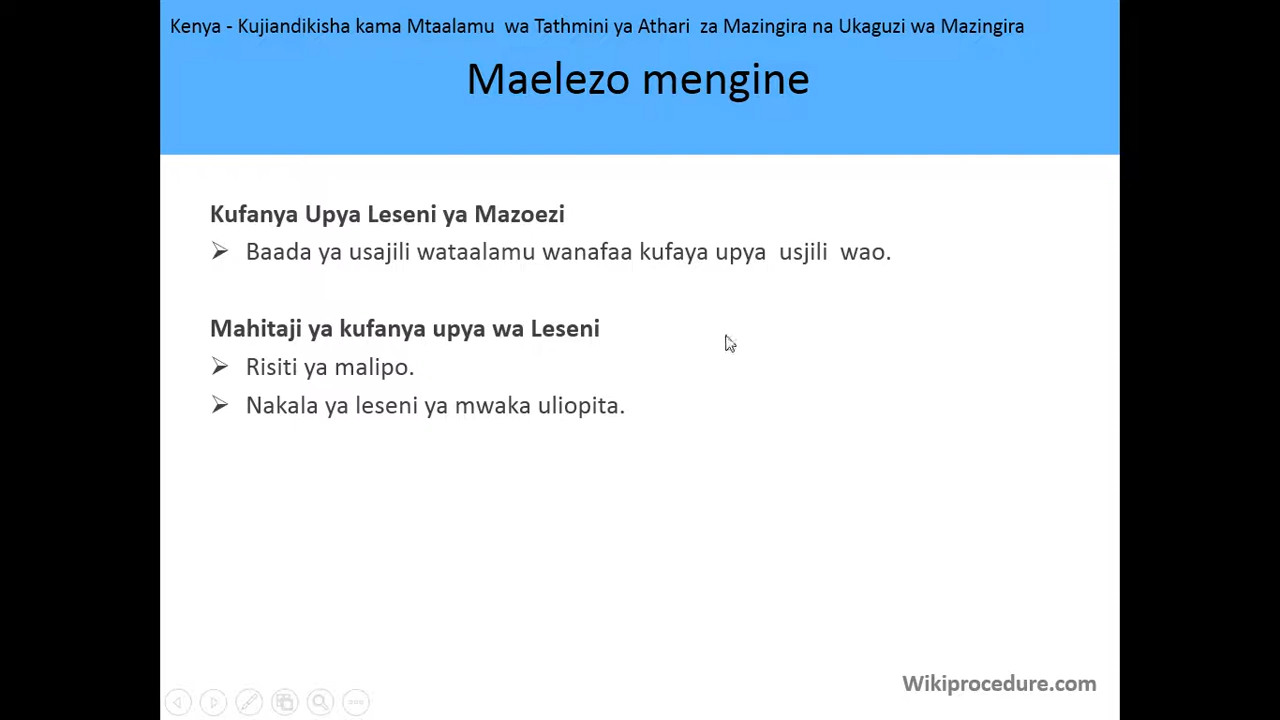 Kenya - Kujiandikisha kama Mtaalamu wa Tathmini ya Athari za Mazingira na Ukaguzi wa Mazingira
Maelezo mengine
Kufanya Upya Leseni ya Mazoezi
Baada ya usajili wataalamu wanafaa kufaya upya usjili wao.
Mahitaji ya kufanya upya wa Leseni
Risiti ya malipo.
Nakala ya leseni ya mwaka uliopita.
Wikiprocedure.com